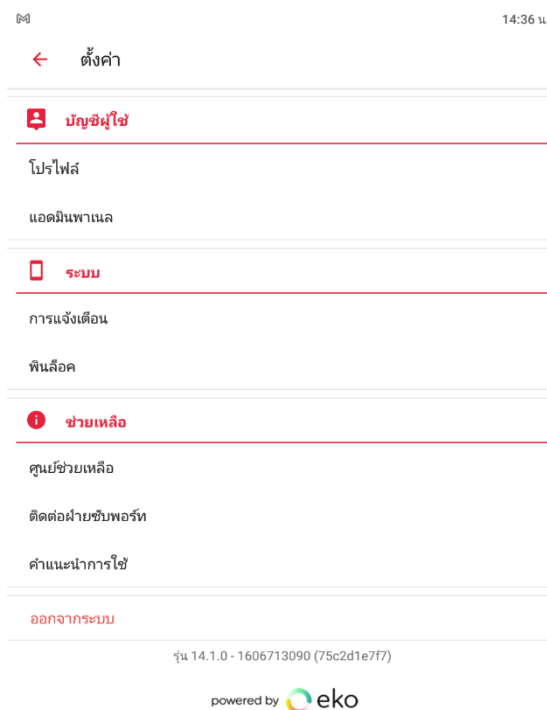 14:36 น.
ตั้งค่า
บัญชีผู้ใช้
โปรไฟล์
แอดมินพาเนล
ระบบ
การแจ้งเตือน
พินล็อค
ช่วยเหลือ
ศูนย์ช่วยเหลือ
ติดต่อฝ่ายซัปพอร์ท
คำแนะนำการใช้
ออกจากระบบ
รุ่น 14.1.0 - 1606713090 (75c2d1e7f7)
powered by eko